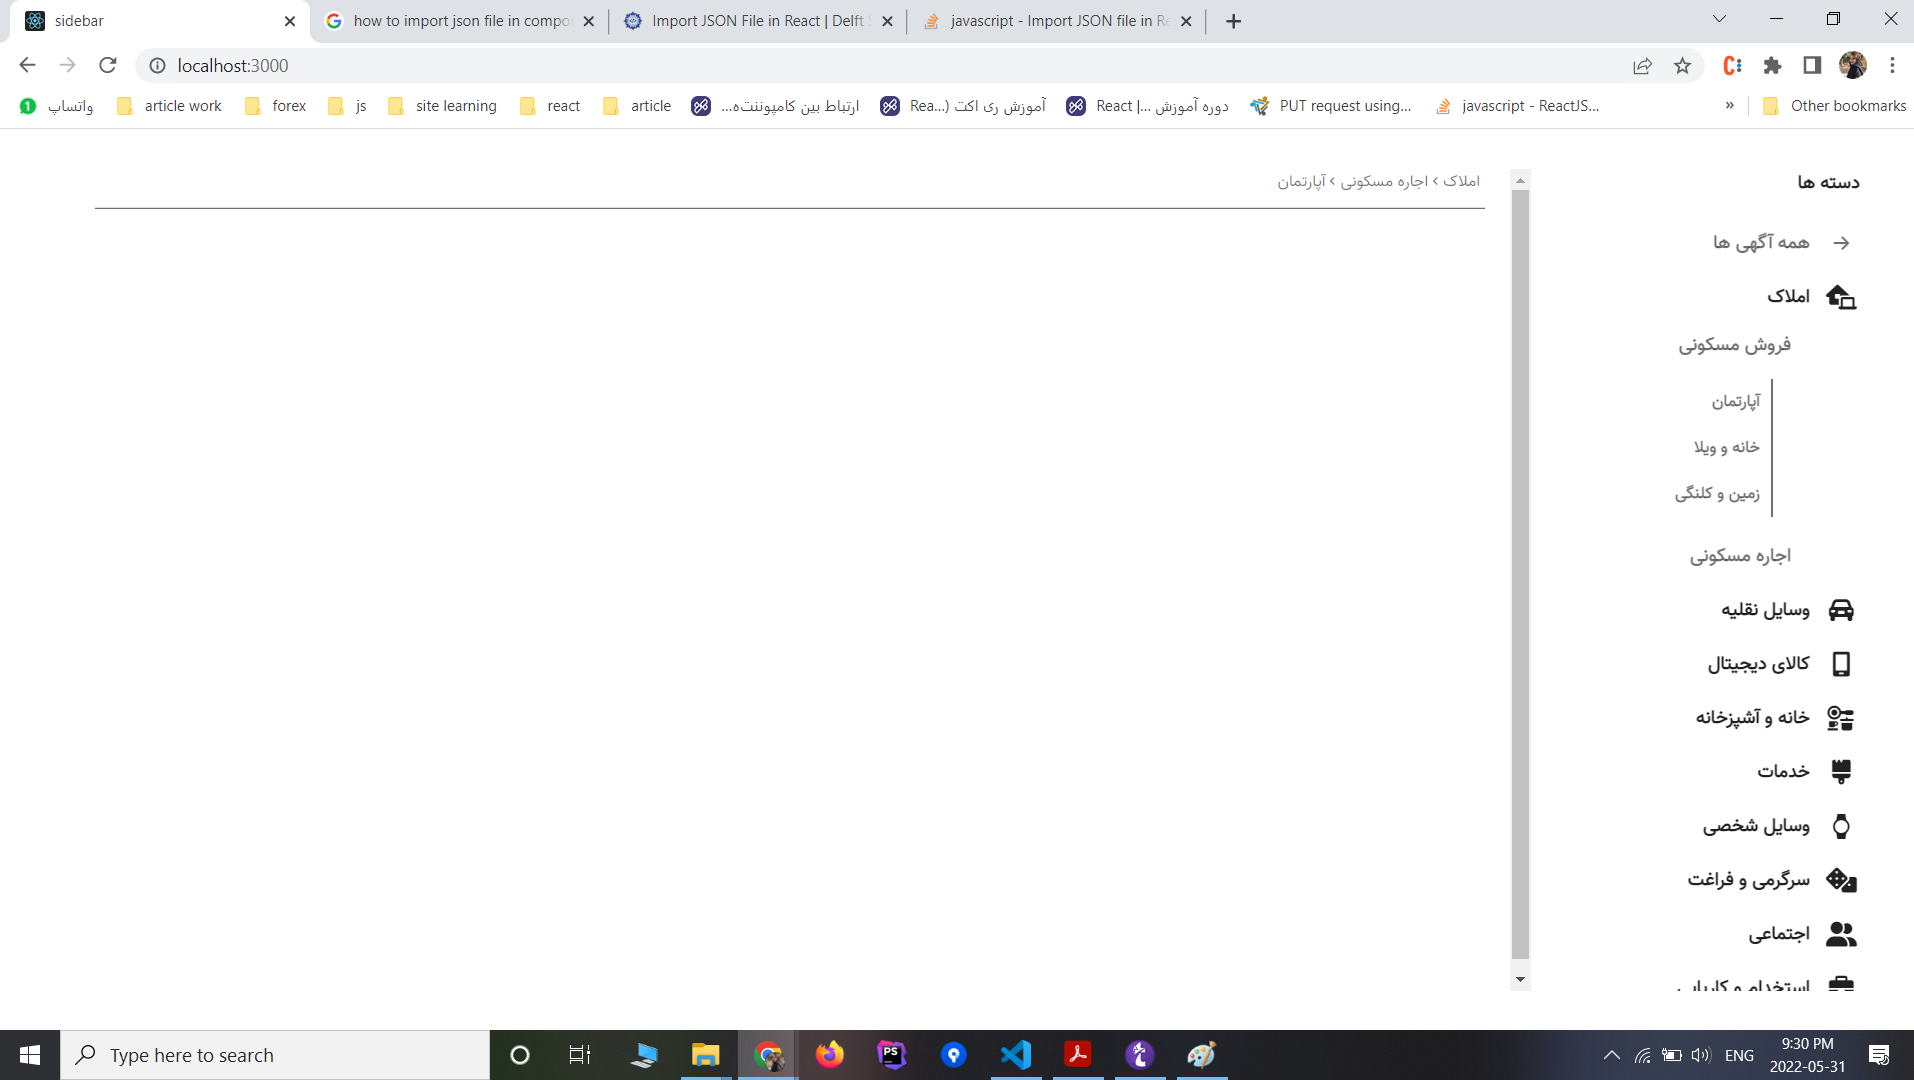 sidebar
how to import json file in compo
Import JSON File in React | Delft S
javascript - Import JSON file in Re
localhost:3000
واتساپ
article work
forex
js
site learning
react
article
ارتباط بین کامپوننت‌ه...
آموزش ری اکت (Rea...
دوره آموزش React |...
PUT request using...
javascript - ReactJS...
»
Other bookmarks
دسته ها
املاک › اجاره مسکونی › آپارتمان
همه آگهی ها
املاک
فروش مسکونی
آپارتمان
خانه و ویلا
زمین و کلنگی
اجاره مسکونی
وسایل نقلیه
کالای دیجیتال
خانه و آشپزخانه
خدمات
وسایل شخصی
سرگرمی و فراغت
اجتماعی
استخدام و کاریابی
Type here to search
ENG
9:30 PM
2022-05-31